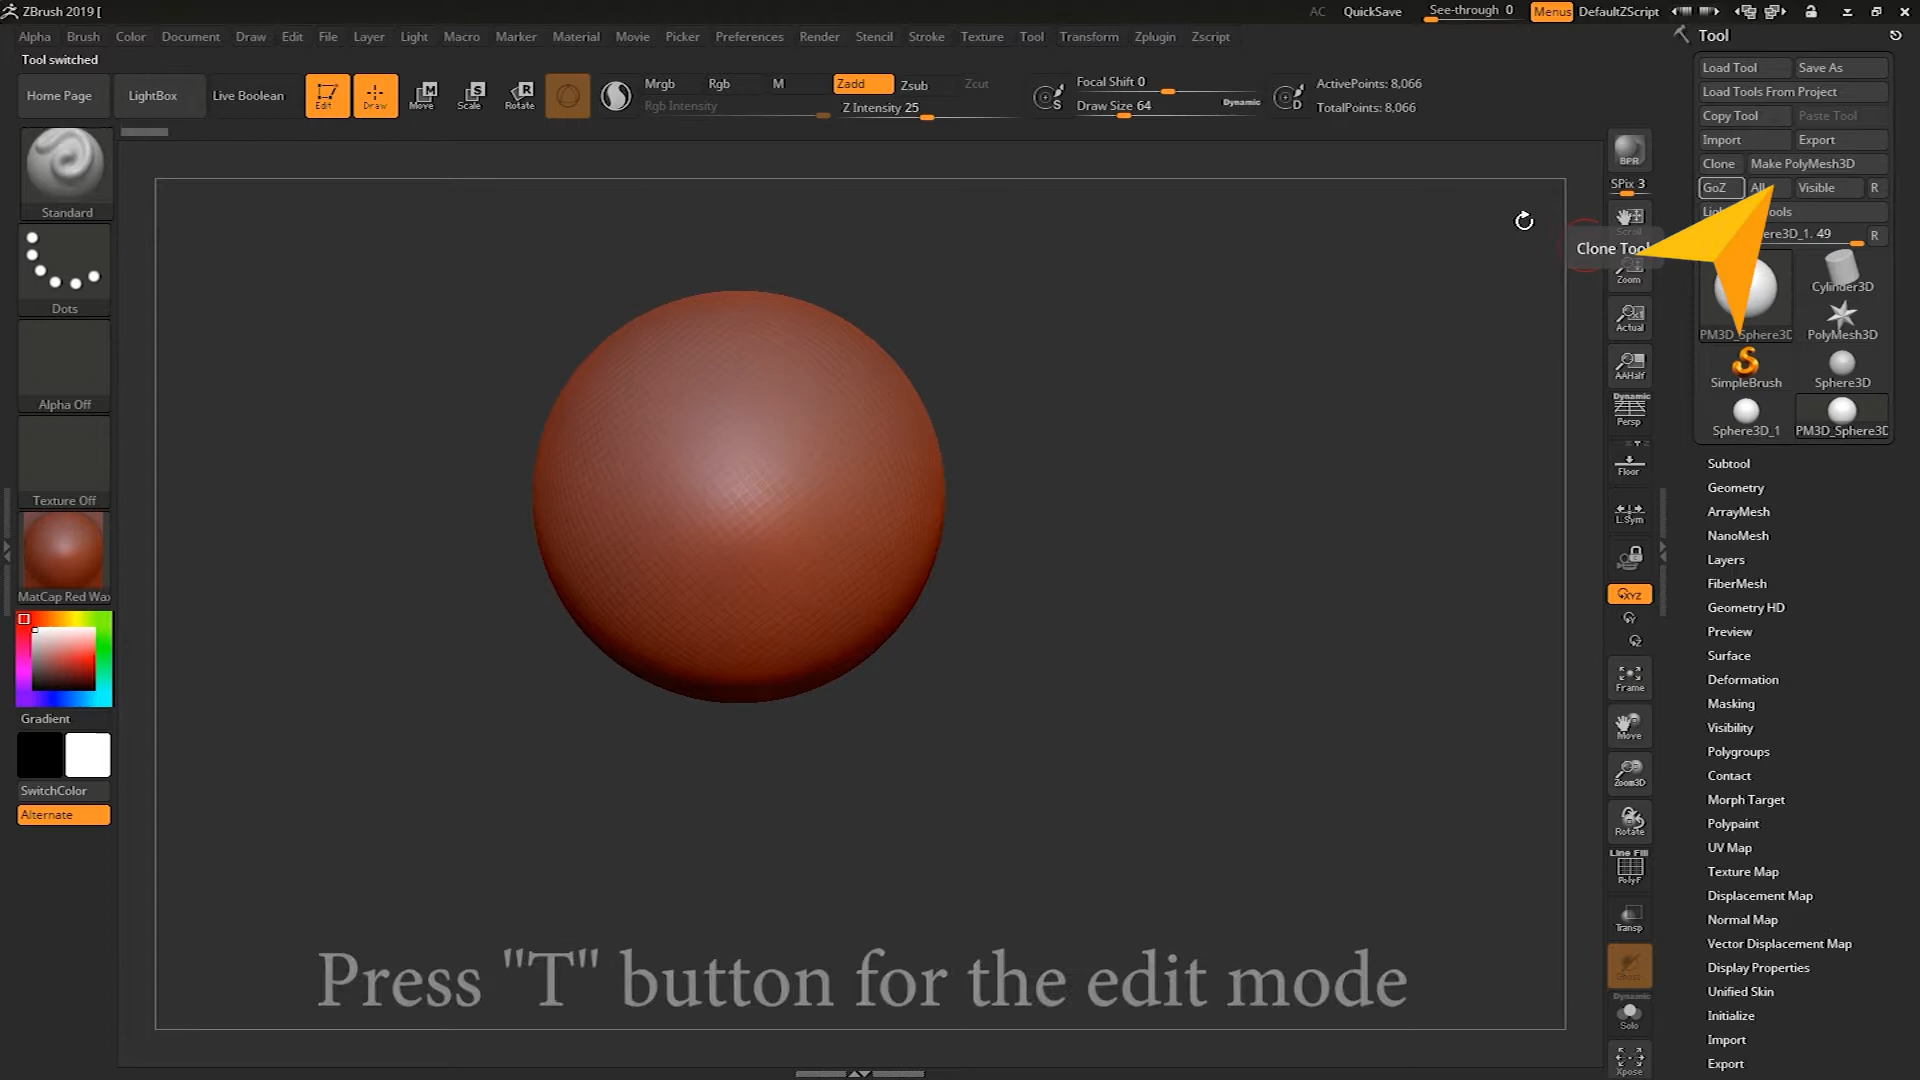 ZBrush 2019 [
AC QuickSave See-through 0 Menus DefaultZScript
Alpha Brush Color Document Draw Edit File Layer Light Macro Marker Material Movie Picker Preferences Render Stencil Stroke Texture Tool Transform Zplugin Zscript
Tool switched
Home Page LightBox Live Boolean Edit Draw Move Scale Rotate
Mrgb Rgb M Zadd Zsub Zcut
Rgb Intensity Z Intensity 25
Focal Shift 0
Draw Size 64 Dynamic
ActivePoints: 8,066
TotalPoints: 8,066
Standard
Dots
Alpha Off
Texture Off
MatCap Red Wax
Gradient
SwitchColor
Alternate
Press "T" button for the edit mode
Clone Tool
BPR
SPix 3
Scroll
Zoom
Actual
AAHalf
Dynamic
Persp
Floor
L.Sym
XYZ
Frame
Move
Zoom3D
Rotate
Line Fill
PolyF
Transp
Ghost
Dynamic
Solo
Xpose
Tool
Load Tool Save As
Load Tools From Project
Copy Tool Paste Tool
Import Export
Clone Make PolyMesh3D
GoZ All Visible R
ools
ere3D_1. 49 R
Cylinder3D
PM3D_Sphere3D PolyMesh3D
SimpleBrush Sphere3D
Sphere3D_1 PM3D_Sphere3D
Subtool
Geometry
ArrayMesh
NanoMesh
Layers
FiberMesh
Geometry HD
Preview
Surface
Deformation
Masking
Visibility
Polygroups
Contact
Morph Target
Polypaint
UV Map
Texture Map
Displacement Map
Normal Map
Vector Displacement Map
Display Properties
Unified Skin
Initialize
Import
Export